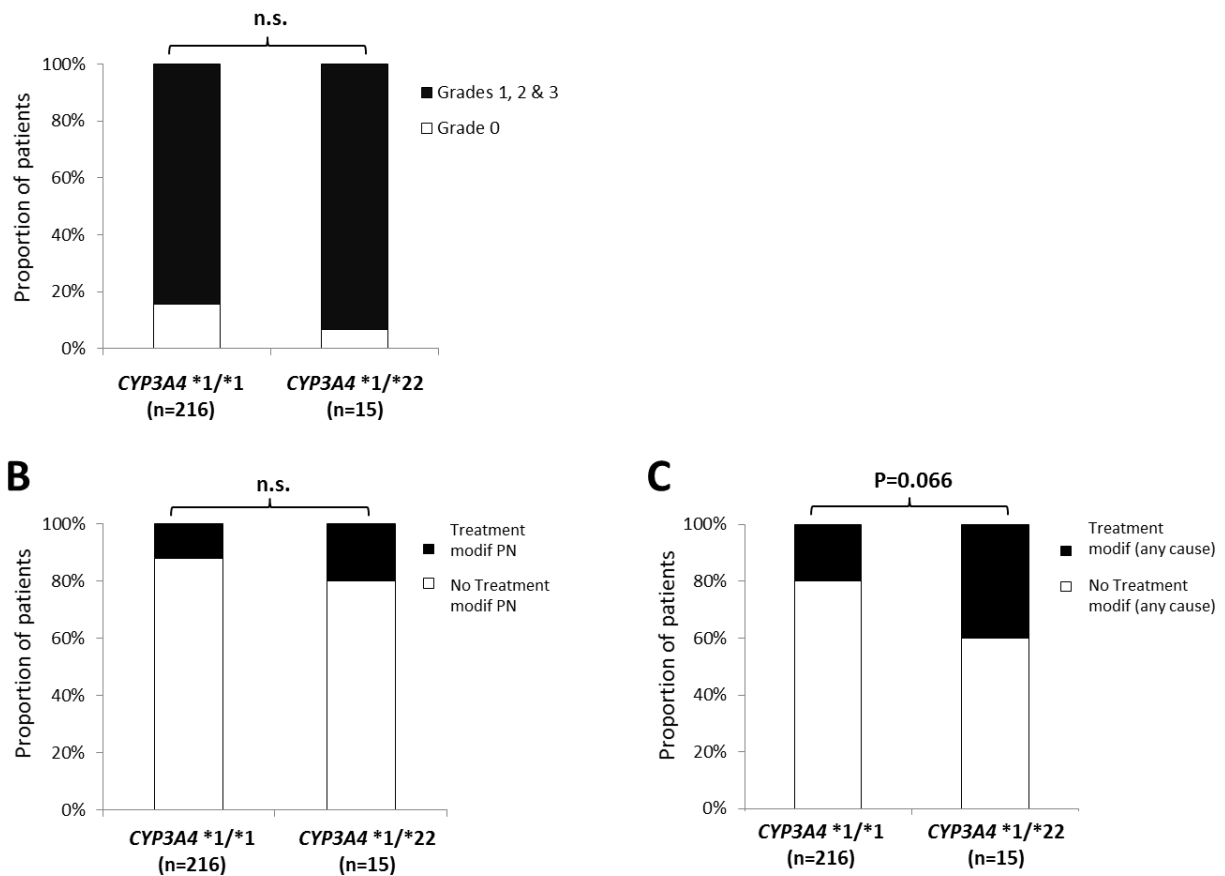 n.s.
100%
80%
60%
40%
20%
0%
Proportion of patients
Grades 1, 2 & 3
Grade 0
CYP3A4 *1/*1
(n=216)
CYP3A4 *1/*22
(n=15)
B
n.s.
100%
80%
60%
40%
20%
0%
Proportion of patients
Treatment
modif PN
No Treatment
modif PN
CYP3A4 *1/*1
(n=216)
CYP3A4 *1/*22
(n=15)
C
P=0.066
100%
80%
60%
40%
20%
0%
Proportion of patients
Treatment
modif (any cause)
No Treatment
modif (any cause)
CYP3A4 *1/*1
(n=216)
CYP3A4 *1/*22
(n=15)